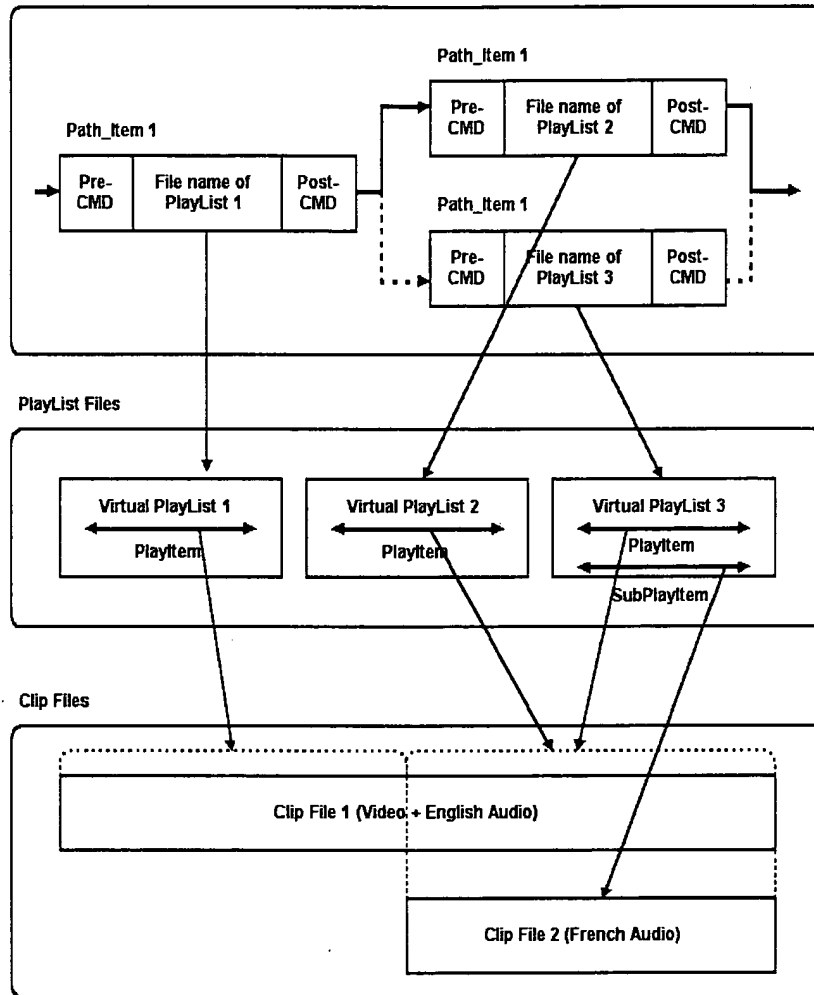 Path_Item 1
Pre-
CMD
File name of
PlayList 2
Post-
CMD
Path_Item 1
Pre-
CMD
File name of
PlayList 1
Post-
CMD
Path_Item 1
Pre-
CMD
File name of
PlayList 3
Post-
CMD
PlayList Files
Virtual PlayList 1
PlayItem
Virtual PlayList 2
PlayItem
Virtual PlayList 3
PlayItem
SubPlayItem
Clip Files
Clip File 1 (Video + English Audio)
Clip File 2 (French Audio)